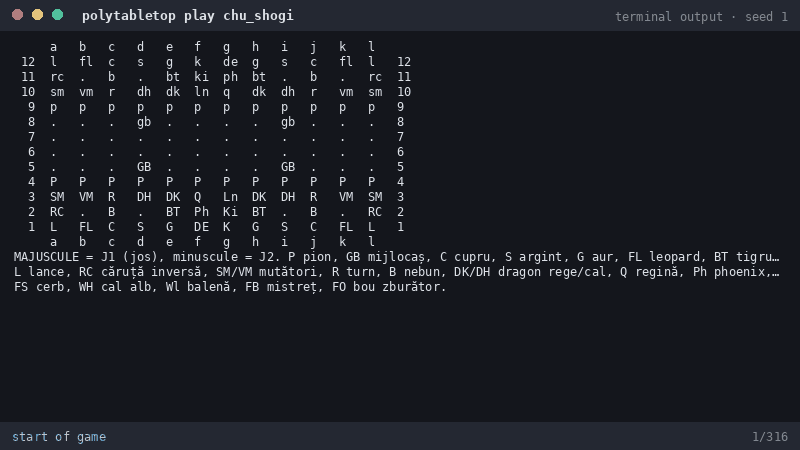 polytabletop play chu_shogi
terminal output · seed 1
a b c d e f g h i j k l
12 l fl c s g k de g s c fl l 12
11 rc . b . bt ki ph bt . b . rc 11
10 sm vm r dh dk ln q dk dh r vm sm 10
9 p p p p p p p p p p p p 9
8 . . . gb . . . . gb . . . 8
7 . . . . . . . . . . . . 7
6 . . . . . . . . . . . . 6
5 . . . GB . . . . GB . . . 5
4 P P P P P P P P P P P P 4
3 SM VM R DH DK Q Ln DK DH R VM SM 3
2 RC . B . BT Ph Ki BT . B . RC 2
1 L FL C S G DE K G S C FL L 1
a b c d e f g h i j k l
MAJUSCULE = J1 (jos), minuscule = J2. P pion, GB mijlocaș, C cupru, S argint, G aur, FL leopard, BT tigru…
L lance, RC căruță inversă, SM/VM mutători, R turn, B nebun, DK/DH dragon rege/cal, Q regină, Ph phoenix,…
FS cerb, WH cal alb, Wl balenă, FB mistreț, FO bou zburător.
start of game
1/316